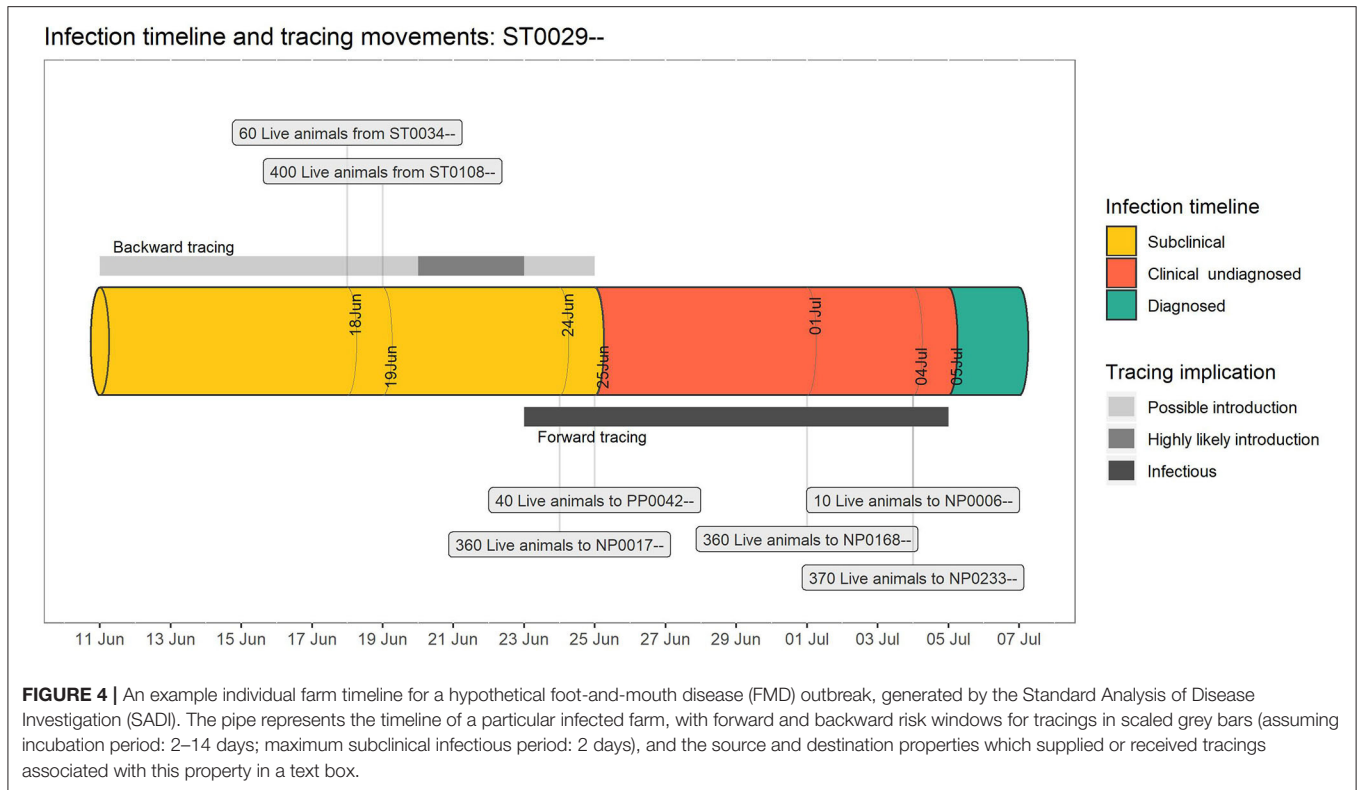 Infection timeline and tracing movements: ST0029--
60 Live animals from ST0034--
400 Live animals from ST0108--
Backward tracing
18Jun
19Jun
24Jun
25Jun
01Jul
04Jul
05Jul
Forward tracing
40 Live animals to PP0042--
360 Live animals to NP0017--
10 Live animals to NP0006--
360 Live animals to NP0168--
370 Live animals to NP0233--
11 Jun 13 Jun 15 Jun 17 Jun 19 Jun 21 Jun 23 Jun 25 Jun 27 Jun 29 Jun 01 Jul 03 Jul 05 Jul 07 Jul
Infection timeline
Subclinical
Clinical undiagnosed
Diagnosed
Tracing implication
Possible introduction
Highly likely introduction
Infectious
FIGURE 4 | An example individual farm timeline for a hypothetical foot-and-mouth disease (FMD) outbreak, generated by the Standard Analysis of Disease
Investigation (SADI). The pipe represents the timeline of a particular infected farm, with forward and backward risk windows for tracings in scaled grey bars (assuming
incubation period: 2–14 days; maximum subclinical infectious period: 2 days), and the source and destination properties which supplied or received tracings
associated with this property in a text box.